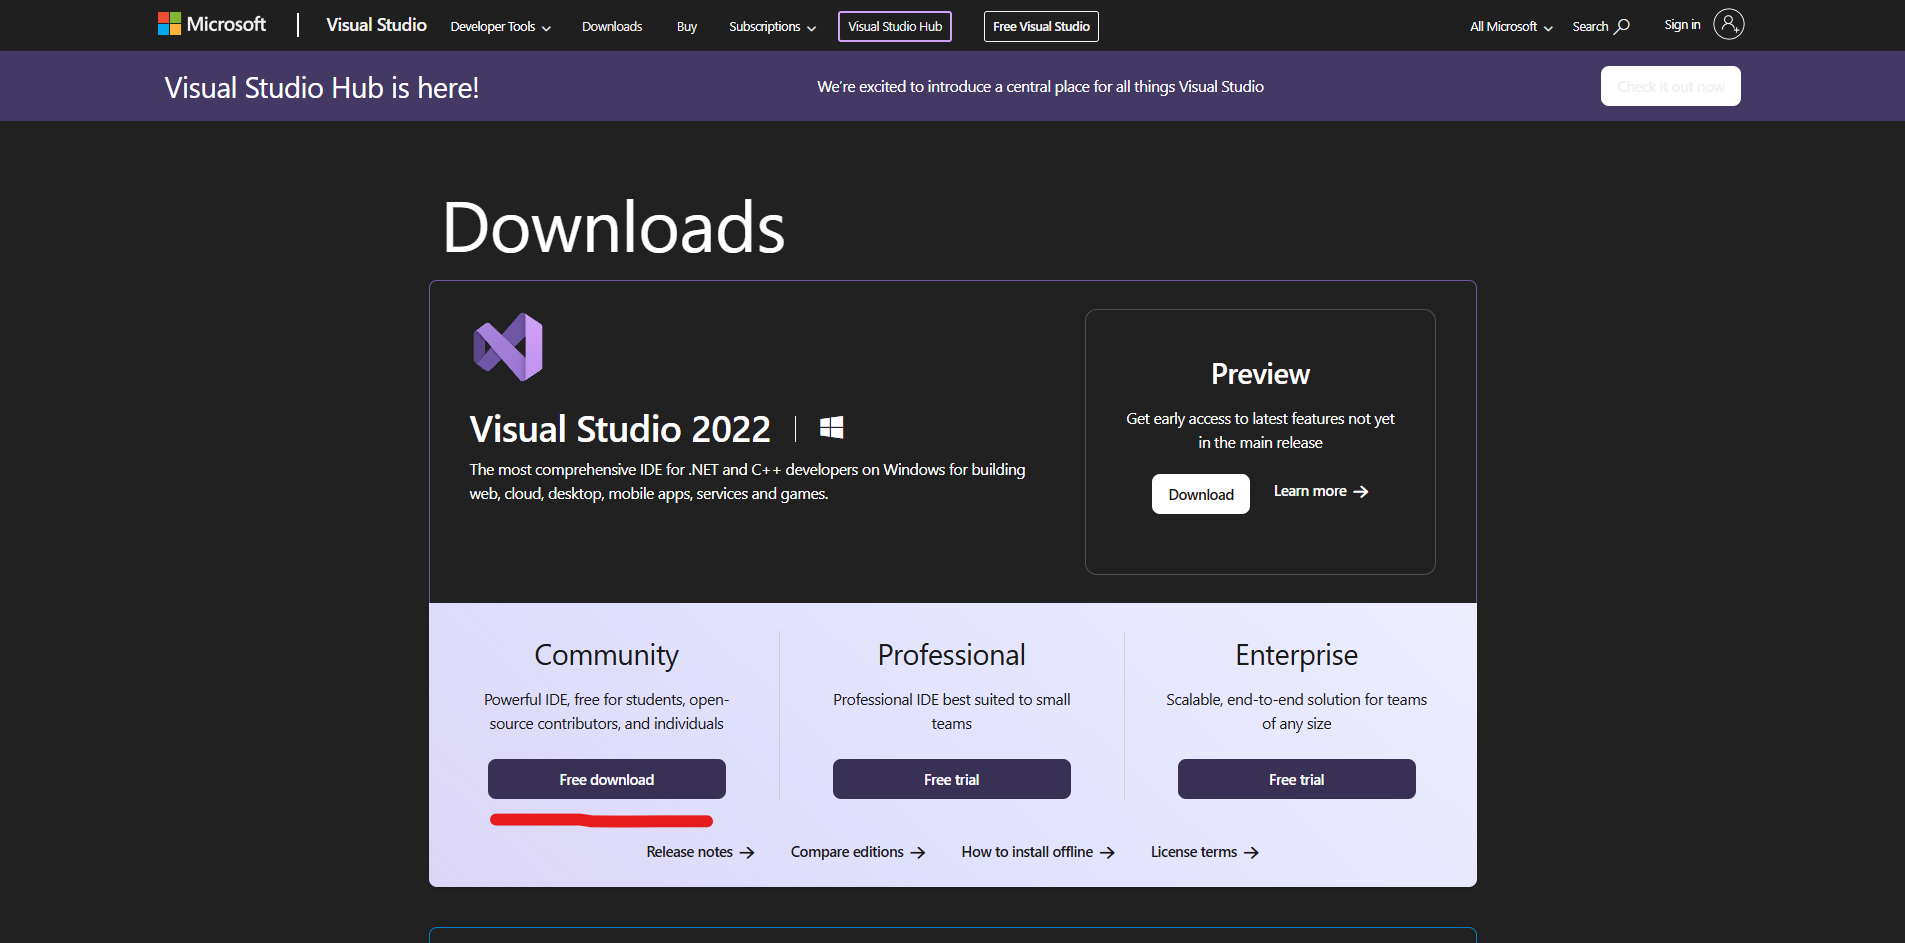 Microsoft Visual Studio Developer Tools Downloads Buy Subscriptions Visual Studio Hub Free Visual Studio All Microsoft Search Sign in
Visual Studio Hub is here! We're excited to introduce a central place for all things Visual Studio Check it out now
Downloads
Visual Studio 2022
The most comprehensive IDE for .NET and C++ developers on Windows for building
web, cloud, desktop, mobile apps, services and games.
Preview
Get early access to latest features not yet
in the main release
Download Learn more
Community
Powerful IDE, free for students, open-
source contributors, and individuals
Free download
Professional
Professional IDE best suited to small
teams
Free trial
Enterprise
Scalable, end-to-end solution for teams
of any size
Free trial
Release notes Compare editions How to install offline License terms